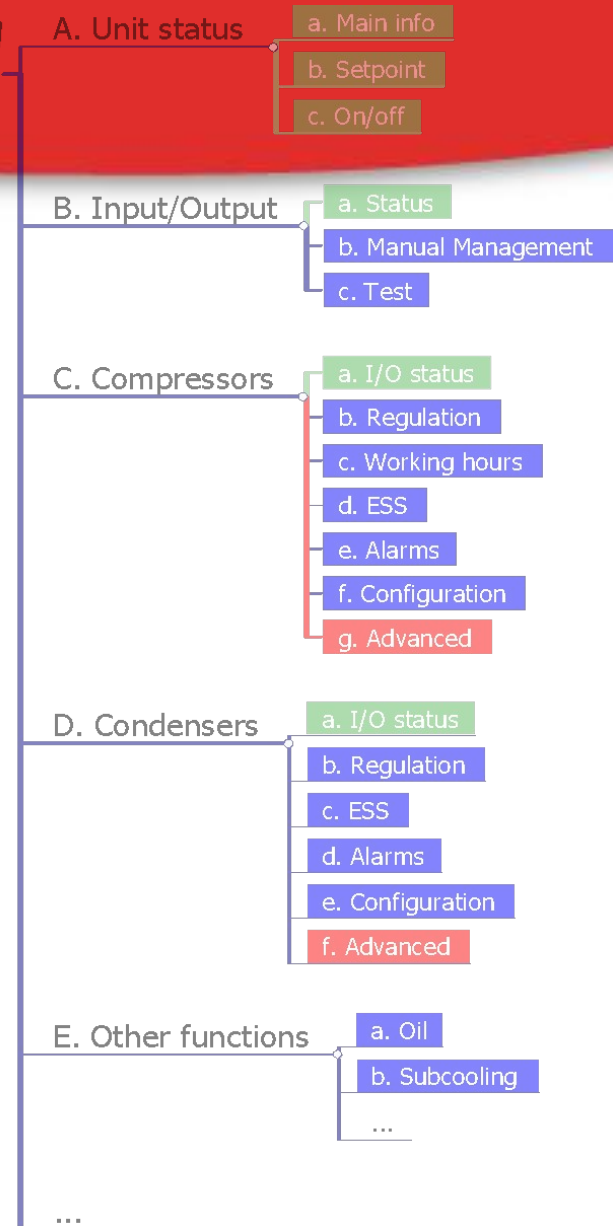 A. Unit status
a. Main info
b. Setpoint
c. On/off
B. Input/Output
a. Status
b. Manual Management
c. Test
C. Compressors
a. I/O status
b. Regulation
c. Working hours
d. ESS
e. Alarms
f. Configuration
g. Advanced
D. Condensers
a. I/O status
b. Regulation
c. ESS
d. Alarms
e. Configuration
f. Advanced
E. Other functions
a. Oil
b. Subcooling
...
...